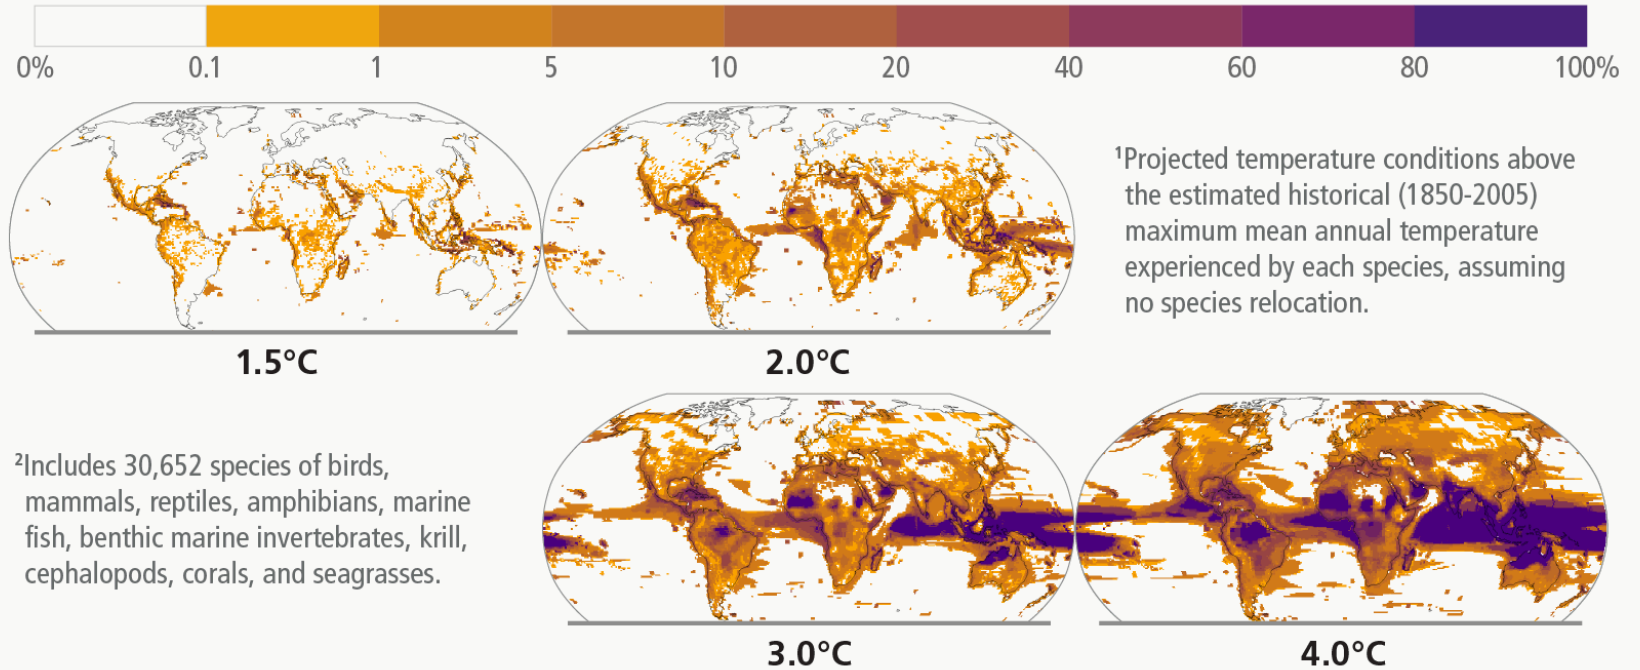 0% 0.1 1 5 10 20 40 60 80 100%
¹Projected temperature conditions above
the estimated historical (1850-2005)
maximum mean annual temperature
experienced by each species, assuming
no species relocation.
1.5°C 2.0°C
²Includes 30,652 species of birds,
mammals, reptiles, amphibians, marine
fish, benthic marine invertebrates, krill,
cephalopods, corals, and seagrasses.
3.0°C 4.0°C